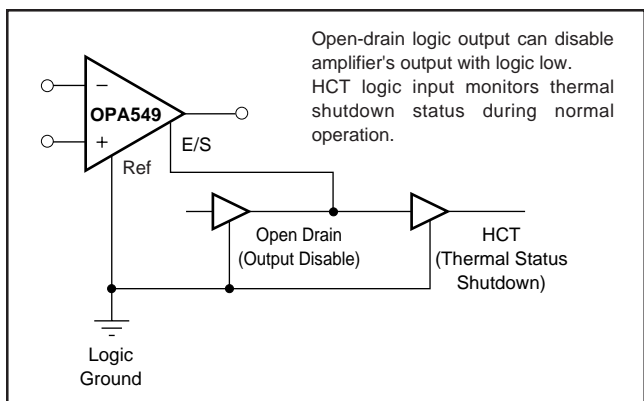 Open-drain logic output can disable
amplifier's output with logic low.
HCT logic input monitors thermal
shutdown status during normal
operation.
–
OPA549
+
E/S
Ref
Open Drain
(Output Disable)
HCT
(Thermal Status
Shutdown)
Logic
Ground